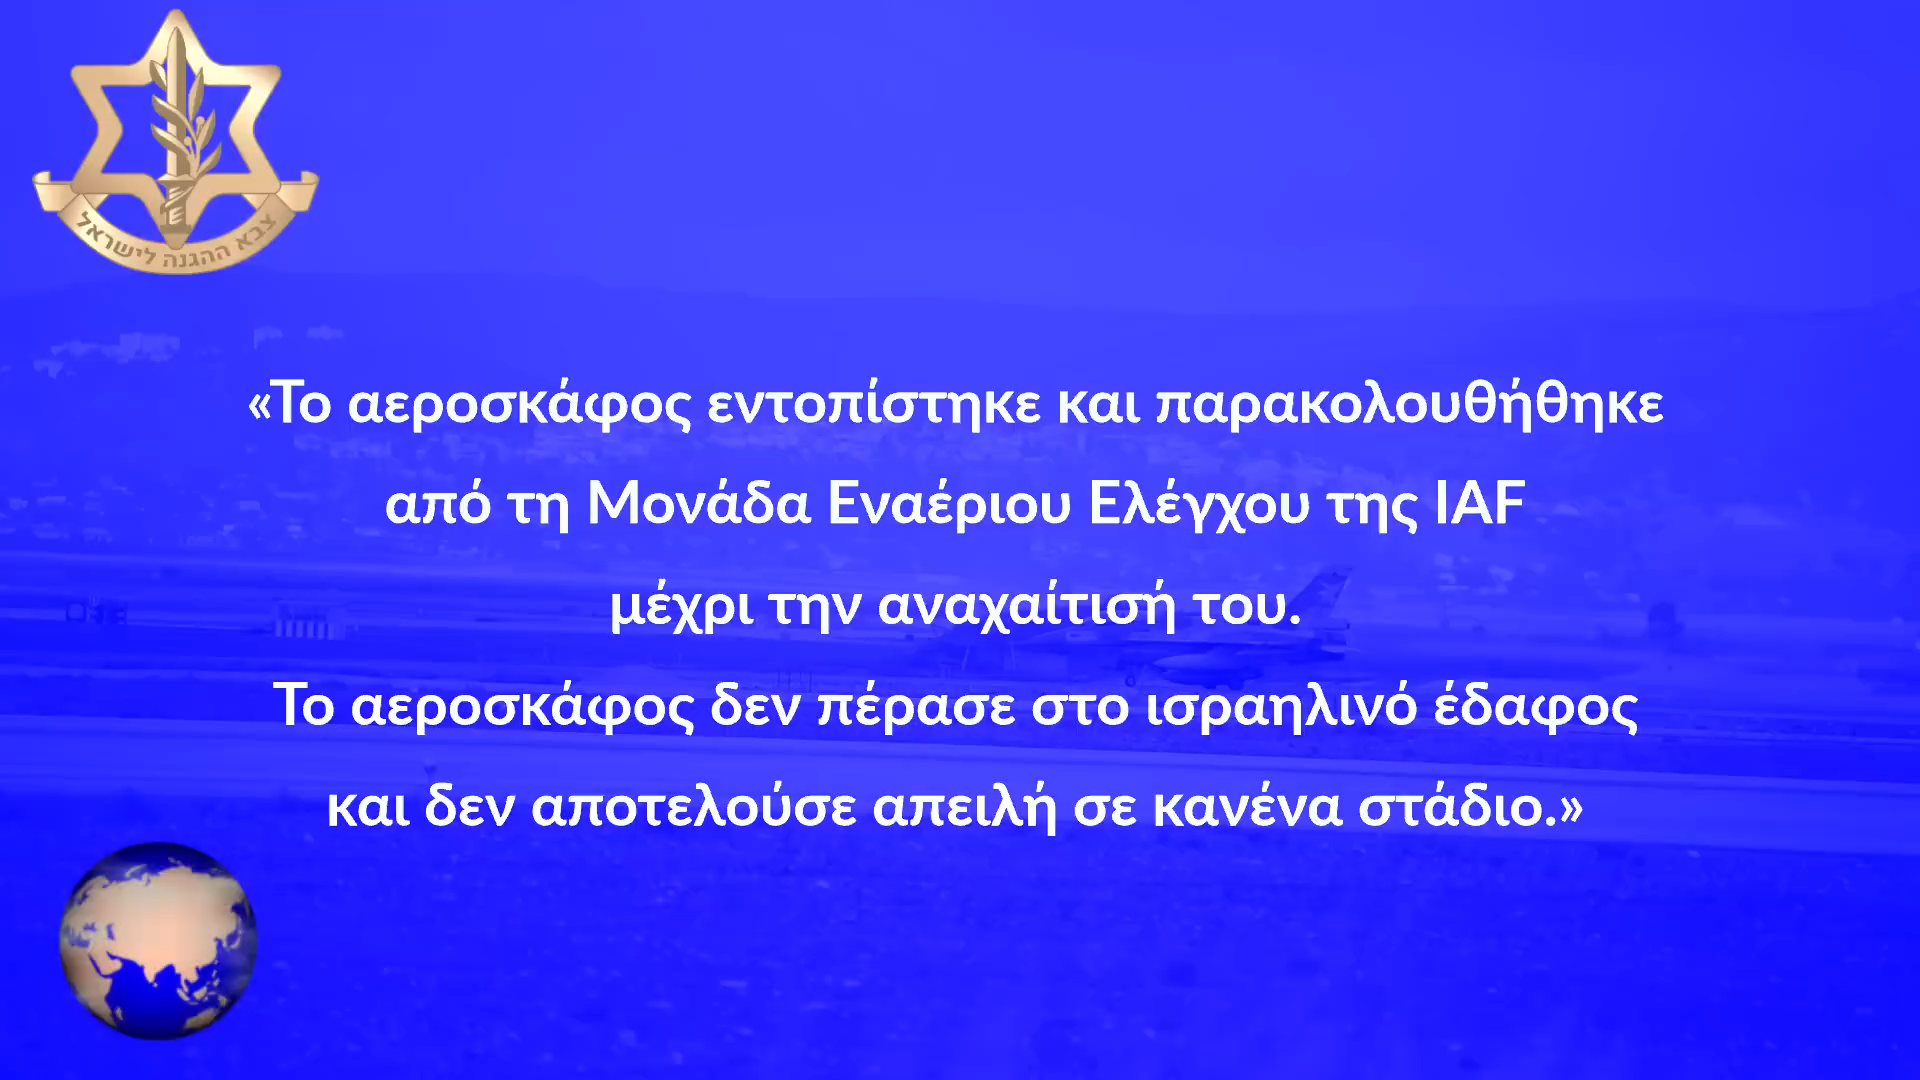 צבא ההגנה לישראל
«Το αεροσκάφος εντοπίστηκε και παρακολουθήθηκε
από τη Μονάδα Εναέριου Ελέγχου της IAF
μέχρι την αναχαίτισή του.
Το αεροσκάφος δεν πέρασε στο ισραηλινό έδαφος
και δεν αποτελούσε απειλή σε κανένα στάδιο.»